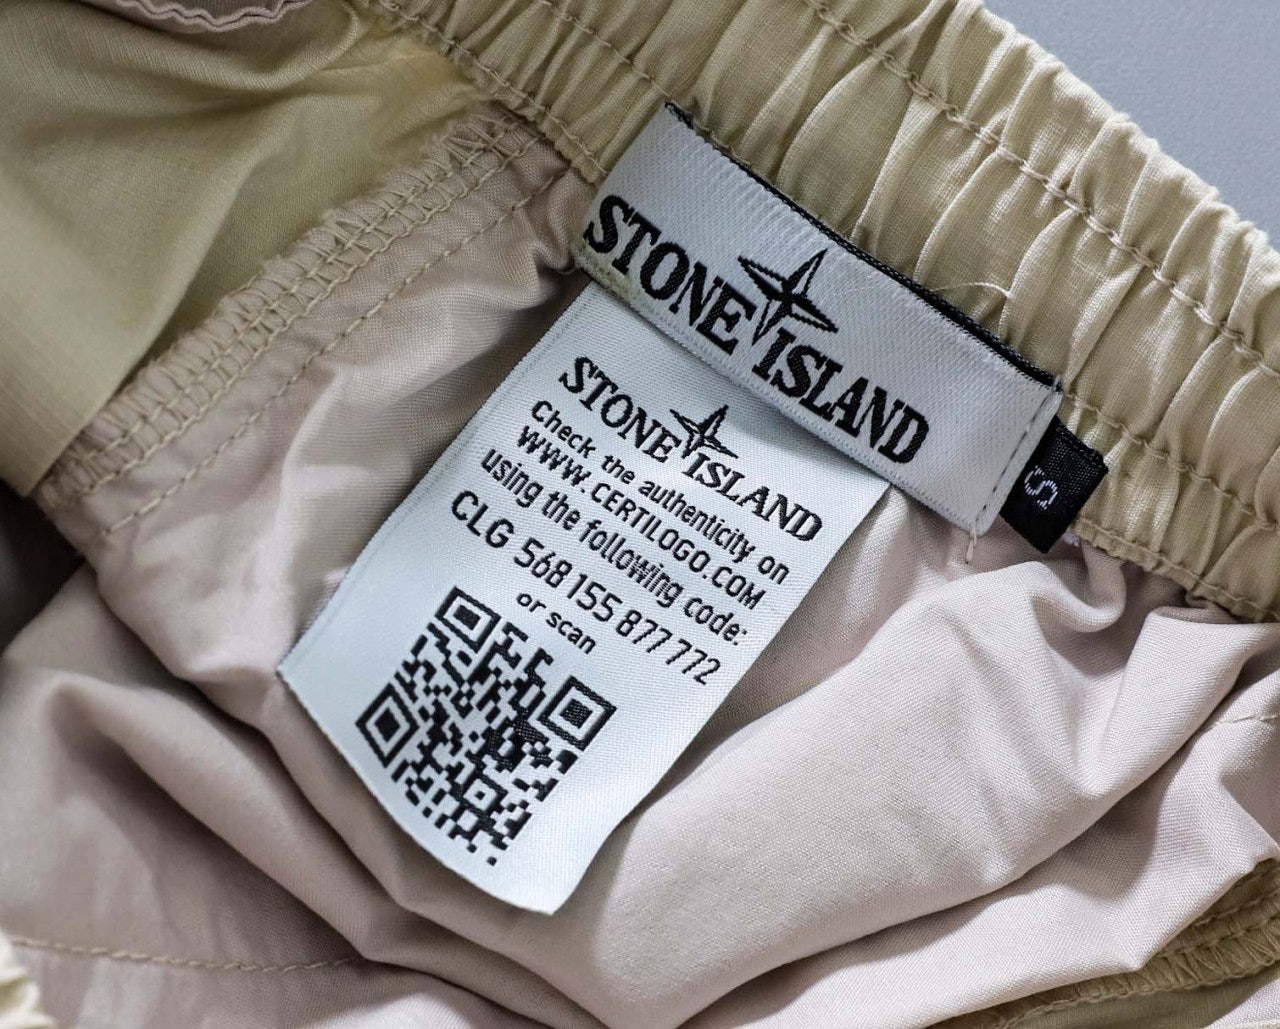 STONE ISLAND
S
STONE ISLAND
Check the authenticity on
WWW.CERTILOGO.COM
using the following code:
CLG 568 155 877 772
or scan